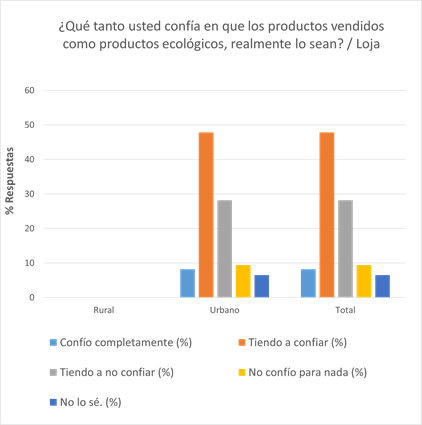 ¿Qué tanto usted confía en que los productos vendidos
como productos ecológicos, realmente lo sean? / Loja
% Respuestas
60
50
40
30
20
10
0
Rural
Urbano
Total
Confío completamente (%)
Tiendo a confiar (%)
Tiendo a no confiar (%)
No confío para nada (%)
No lo sé. (%)